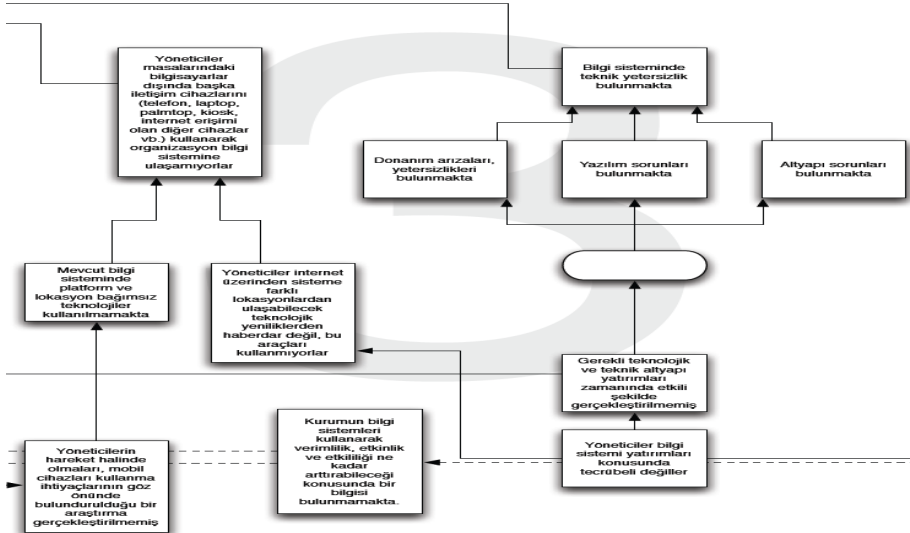 Yöneticiler
masalarındaki
bilgisayarlar
dışında başka
iletişim cihazlarını
(telefon, laptop,
palmtop, kiosk,
internet erişimi
olan diğer cihazlar
vb.) kullanarak
organizasyon bilgi
sistemine
ulaşamıyorlar
Bilgi sisteminde
teknik yetersizlik
bulunmakta
Donanım arızaları,
yetersizlikleri
bulunmakta
Yazılım sorunları
bulunmakta
Altyapı sorunları
bulunmakta
Mevcut bilgi
sisteminde
platform ve
lokasyon bağımsız
teknolojiler
kullanılmamakta
Yöneticiler internet
üzerinden sisteme
farklı
lokasyonlardan
ulaşabilecek
teknolojik
yeniliklerden
haberdar değil, bu
araçları
kullanmıyorlar
Gerekli teknolojik
ve teknik altyapı
yatırımları
zamanında etkili
şekilde
gerçekleştirilmemiş
Yöneticilerin
hareket halinde
olmaları, mobil
cihazları kullanma
ihtiyaçlarının göz
önünde
bulundurulduğu bir
araştırma
gerçekleştirilmemiş
Kurumun bilgi
sistemleri
kullanarak
verimlilik, etkinlik
ve etkililiği ne
kadar
arttırabileceği
konusunda bir
bilgisi
bulunmamakta.
Yöneticiler bilgi
sistemi yatırımları
konusunda
tecrübeli değiller
3